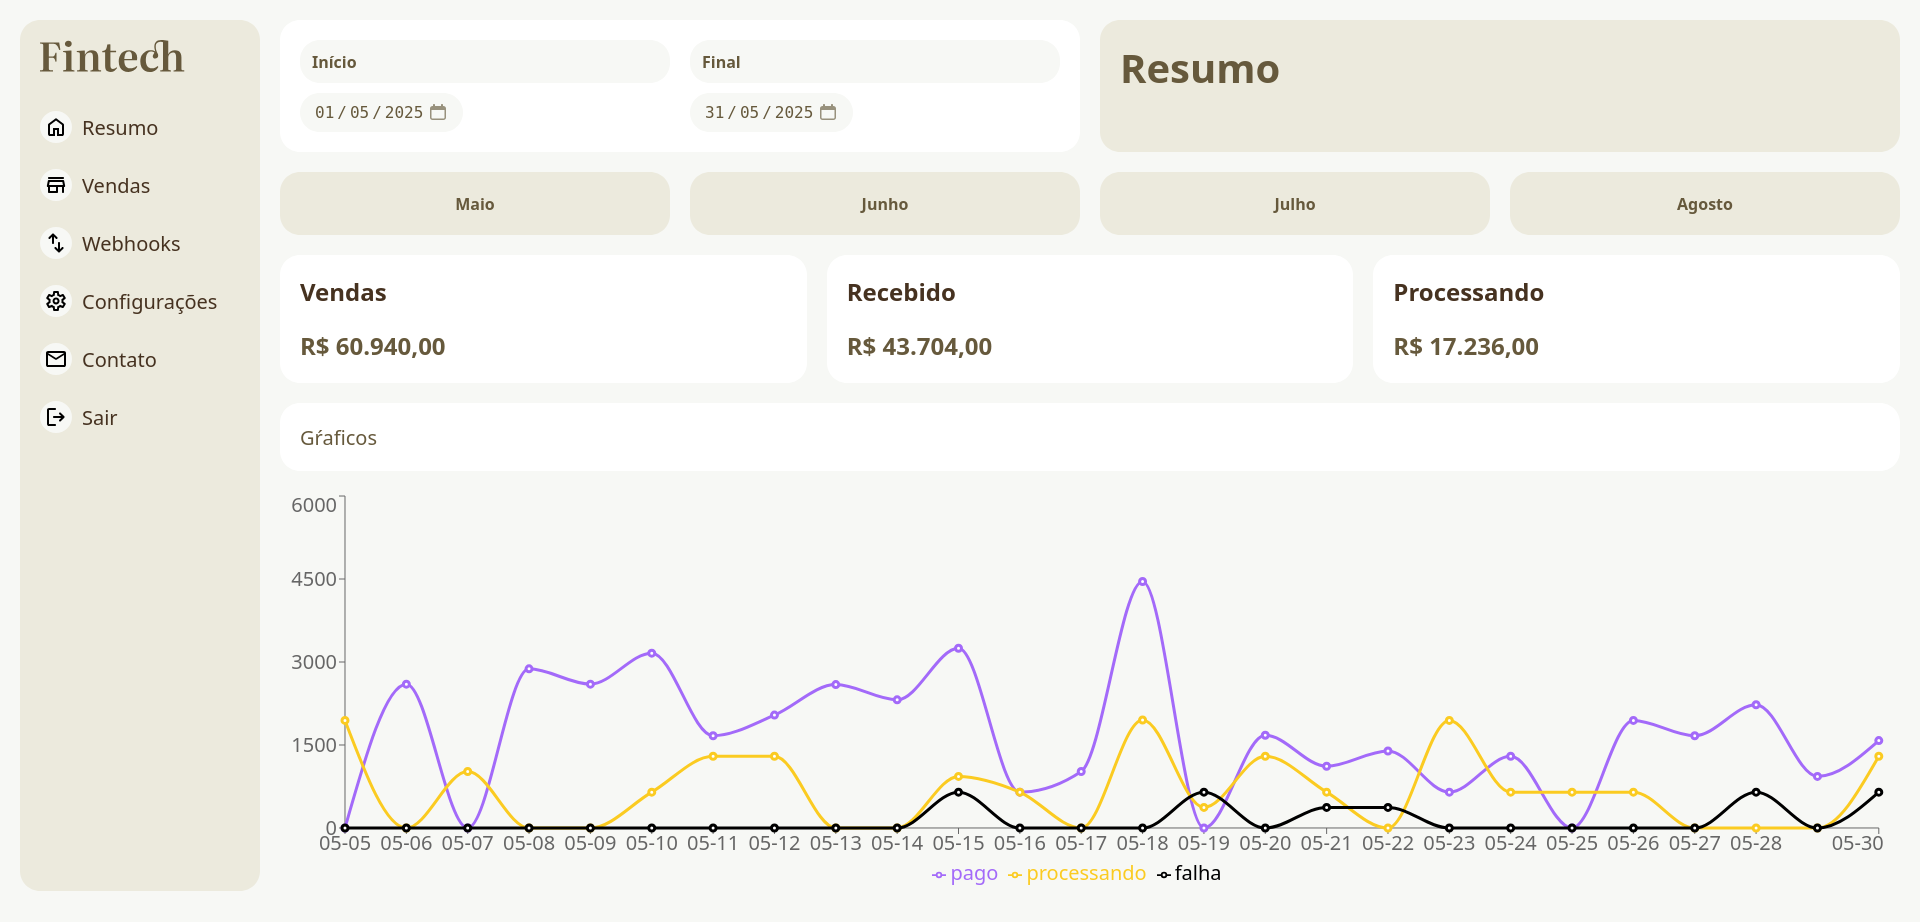 Fintech
Resumo
Vendas
Webhooks
Configurações
Contato
Sair
Início
01/05/2025
Final
31/05/2025
Resumo
Maio
Junho
Julho
Agosto
Vendas
R$ 60.940,00
Recebido
R$ 43.704,00
Processando
R$ 17.236,00
Gŕaficos
6000
4500
3000
1500
0
05-05 05-06 05-07 05-08 05-09 05-10 05-11 05-12 05-13 05-14 05-15 05-16 05-17 05-18 05-19 05-20 05-21 05-22 05-23 05-24 05-25 05-26 05-27 05-28 05-30
pago processando falha